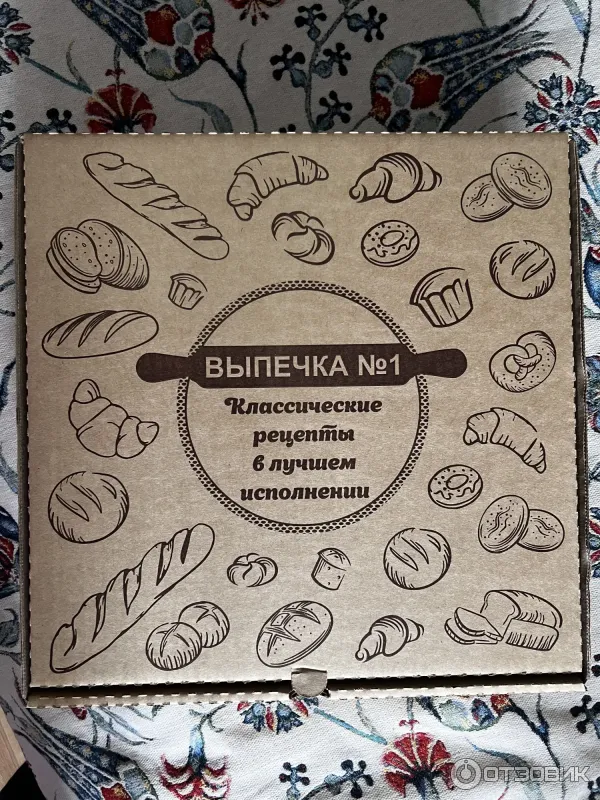 ВЫПЕЧКА №1
Классические
рецепты
в лучшем
исполнении
ОТЗОВИК